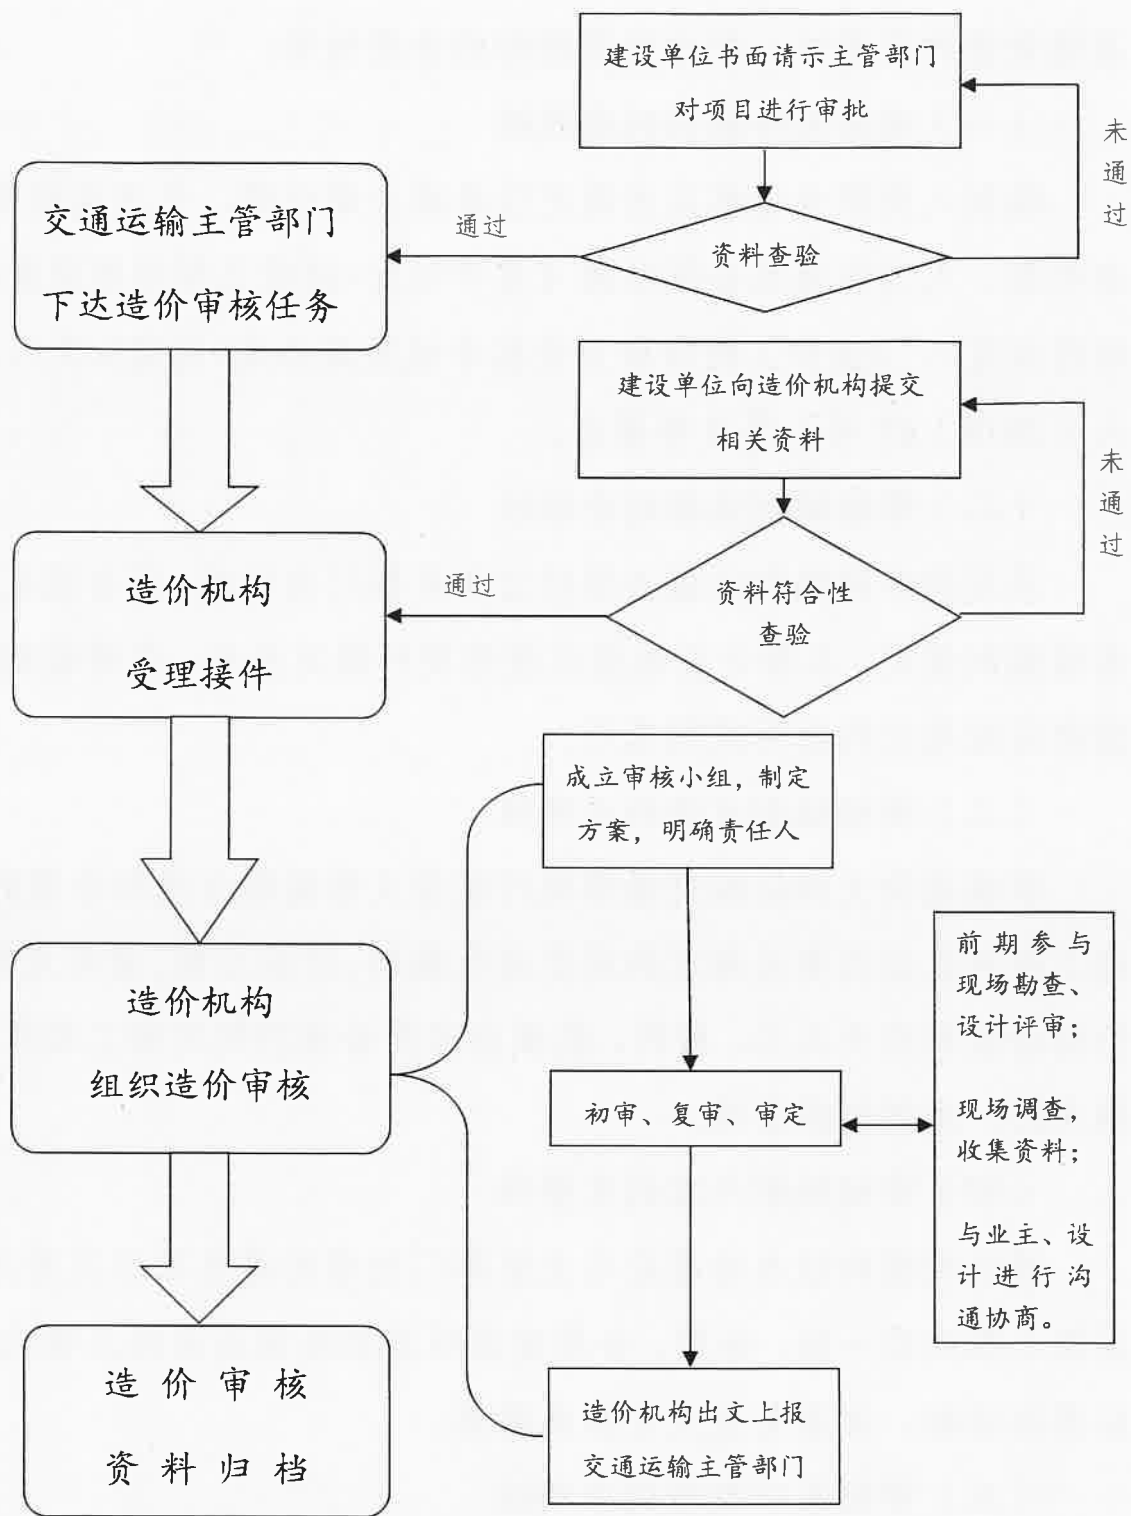 建设单位书面请示主管部门
对项目进行审批
未
通
过
交通运输主管部门
下达造价审核任务
通过
资料查验
建设单位向造价机构提交
相关资料
未
通
过
造价机构
受理接件
通过
资料符合性
查验
成立审核小组，制定
方案，明确责任人
造价机构
组织造价审核
初审、复审、审定
前期参与
现场勘查、
设计评审；
现场调查，
收集资料；
与业主、设
计进行沟
通协商。
造价审核
资料归档
造价机构出文上报
交通运输主管部门